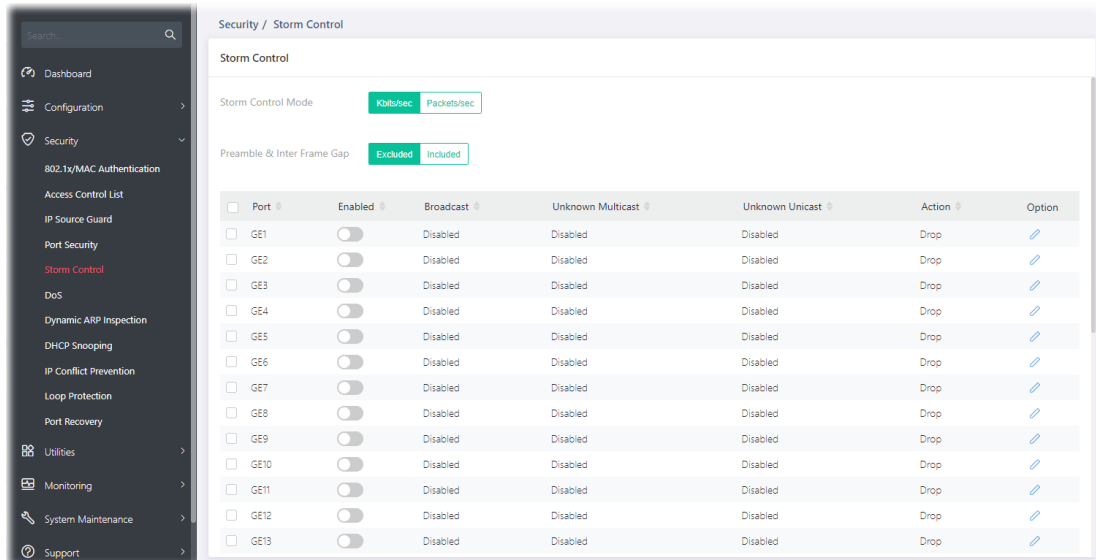 Security / Storm Control
Search...
Dashboard
Configuration
Security
802.1x/MAC Authentication
Access Control List
IP Source Guard
Port Security
Storm Control
DoS
Dynamic ARP Inspection
DHCP Snooping
IP Conflict Prevention
Loop Protection
Port Recovery
Utilities
Monitoring
System Maintenance
Support
Storm Control
Storm Control Mode Kbits/sec Packets/sec
Preamble & Inter Frame Gap Excluded Included
Port Enabled Broadcast Unknown Multicast Unknown Unicast Action Option
GE1 Disabled Disabled Disabled Drop
GE2 Disabled Disabled Disabled Drop
GE3 Disabled Disabled Disabled Drop
GE4 Disabled Disabled Disabled Drop
GE5 Disabled Disabled Disabled Drop
GE6 Disabled Disabled Disabled Drop
GE7 Disabled Disabled Disabled Drop
GE8 Disabled Disabled Disabled Drop
GE9 Disabled Disabled Disabled Drop
GE10 Disabled Disabled Disabled Drop
GE11 Disabled Disabled Disabled Drop
GE12 Disabled Disabled Disabled Drop
GE13 Disabled Disabled Disabled Drop